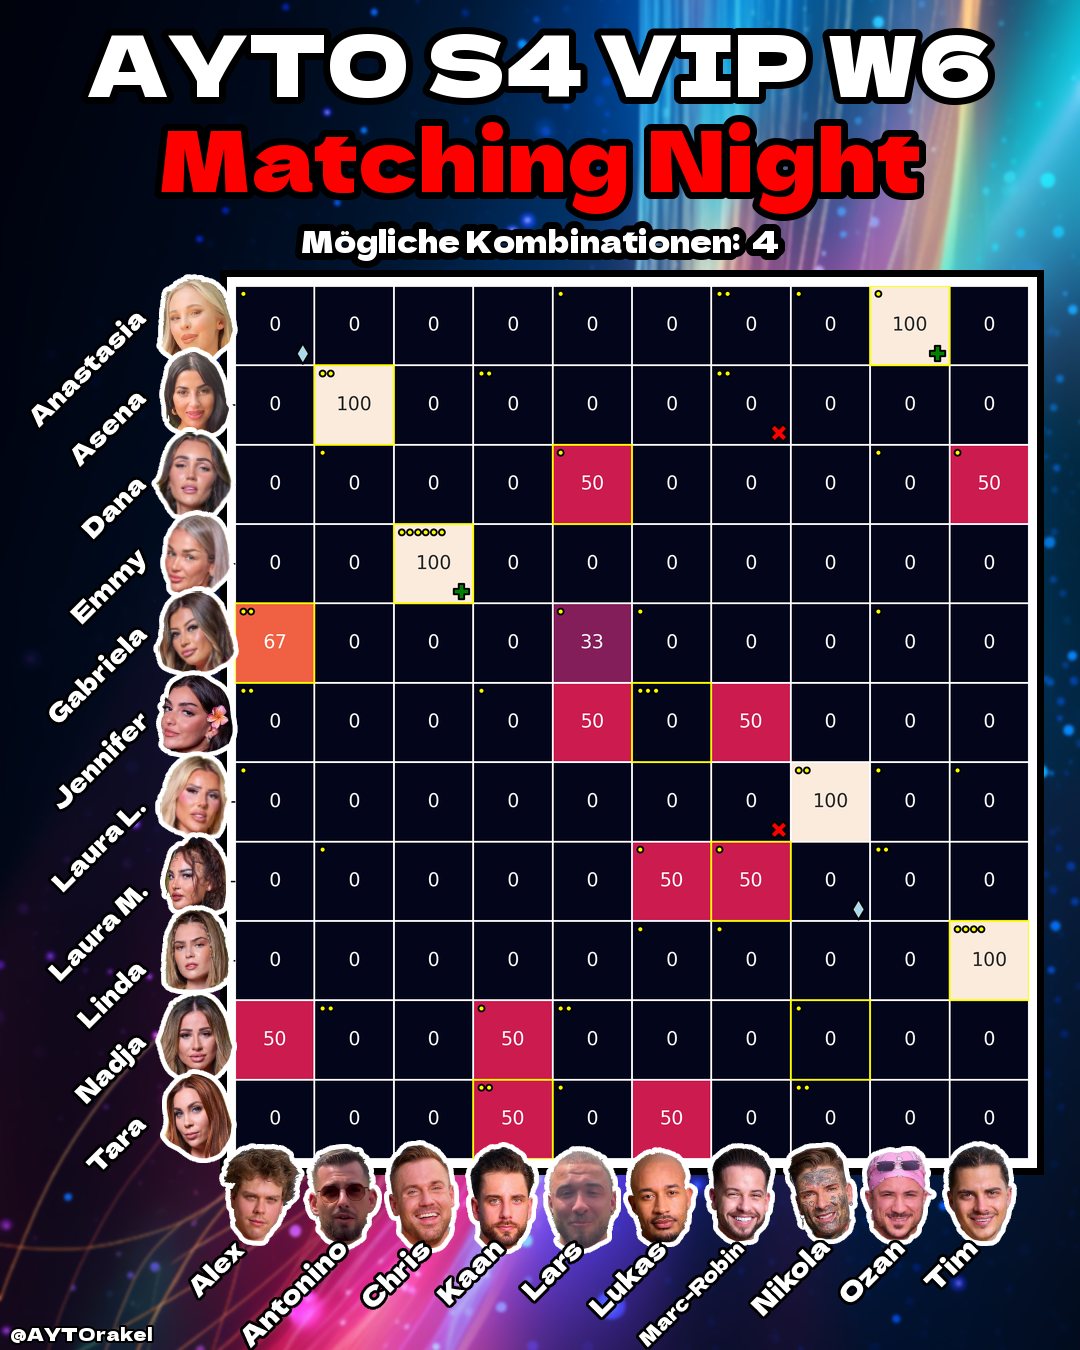 AYTO S4 VIP W6
Matching Night
Mögliche Kombinationen: 4
Anastasia 0 0 0 0 0 0 0 0 100 0
Asena 0 100 0 0 0 0 0 0 0 0
Dana 0 0 0 0 50 0 0 0 0 50
Emmy 0 0 100 0 0 0 0 0 0 0
Gabriela 67 0 0 0 33 0 0 0 0 0
Jennifer 0 0 0 0 50 0 50 0 0 0
Laura L. 0 0 0 0 0 0 0 100 0 0
Laura M. 0 0 0 0 0 50 50 0 0 0
Linda 0 0 0 0 0 0 0 0 0 100
Nadja 50 0 0 50 0 0 0 0 0 0
Tara 0 0 0 50 0 50 0 0 0 0
Alex Antonino Chris Kaan Lars Lukas Marc-Robin Nikola Ozan Tim
@AYTOrakel